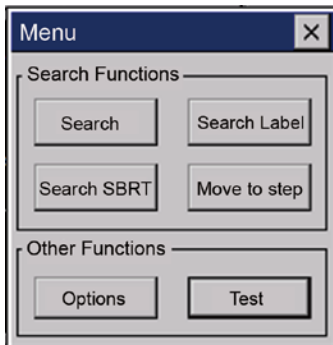 Menu
Search Functions
Search Search Label
Search SBRT Move to step
Other Functions
Options Test